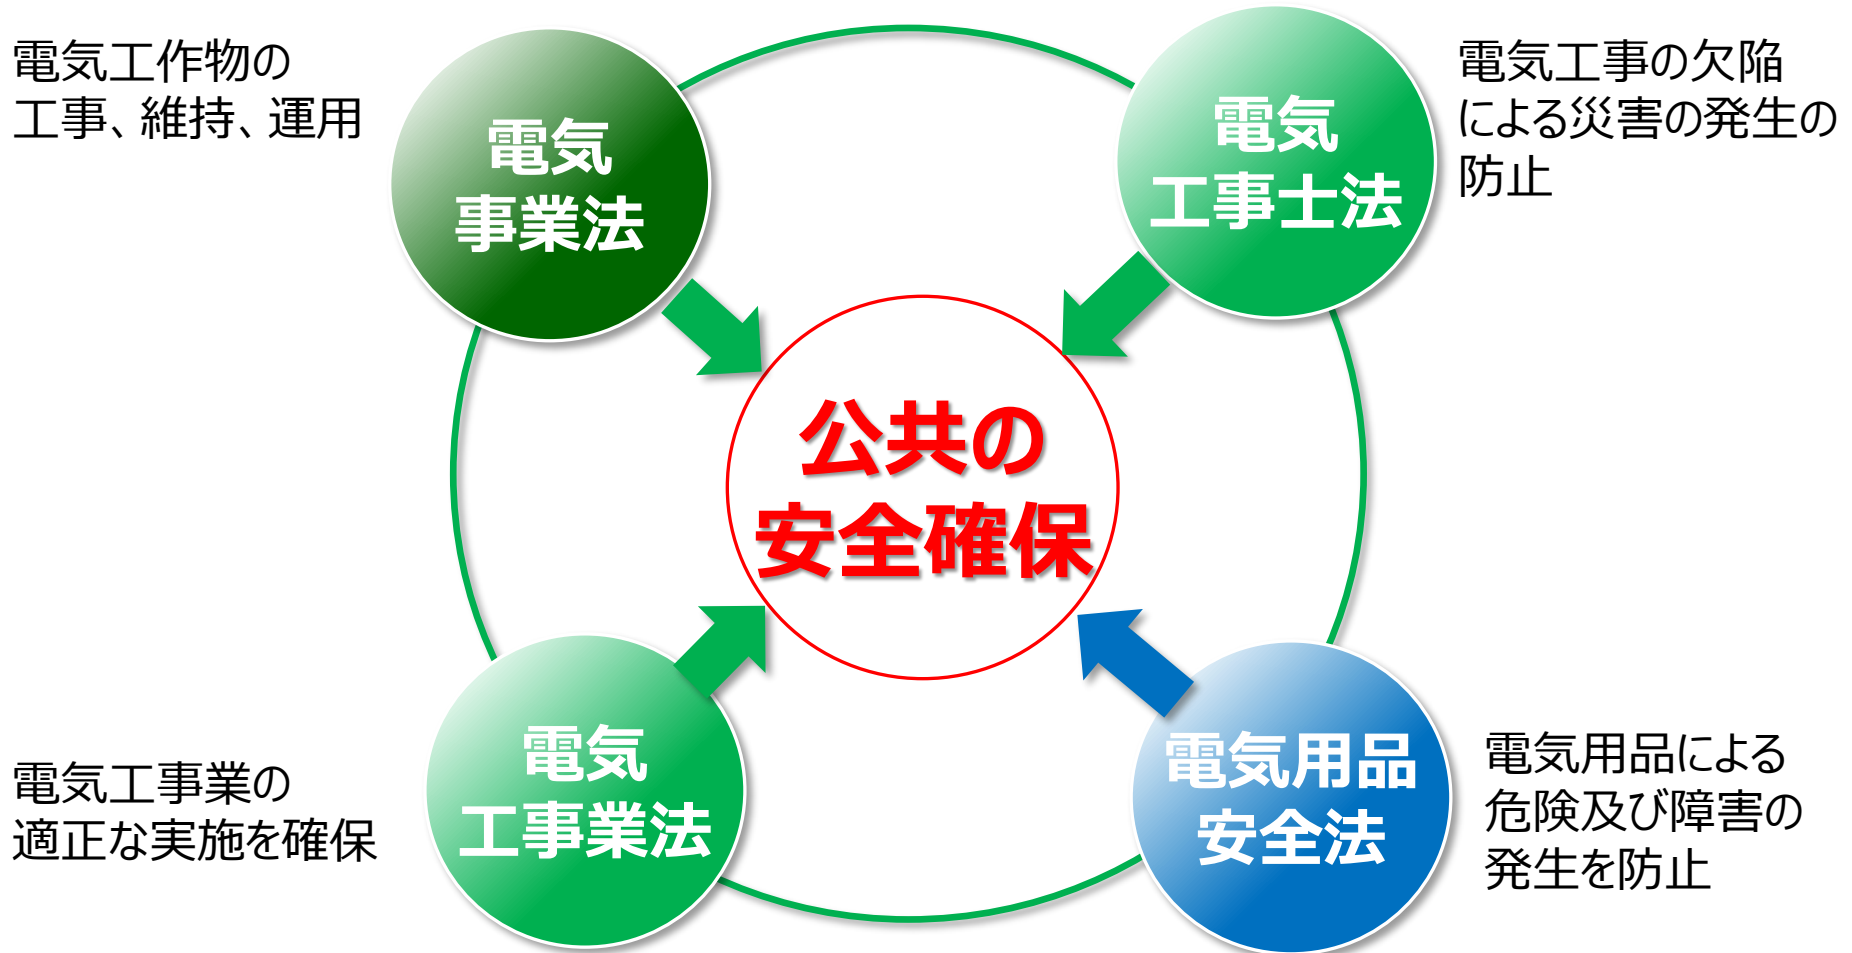 電気工作物の
工事、維持、運用
電気
事業法
電気
工事士法
電気工事の欠陥
による災害の発生の
防止
公共の
安全確保
電気工事業の
適正な実施を確保
電気
工事業法
電気用品
安全法
電気用品による
危険及び障害の
発生を防止